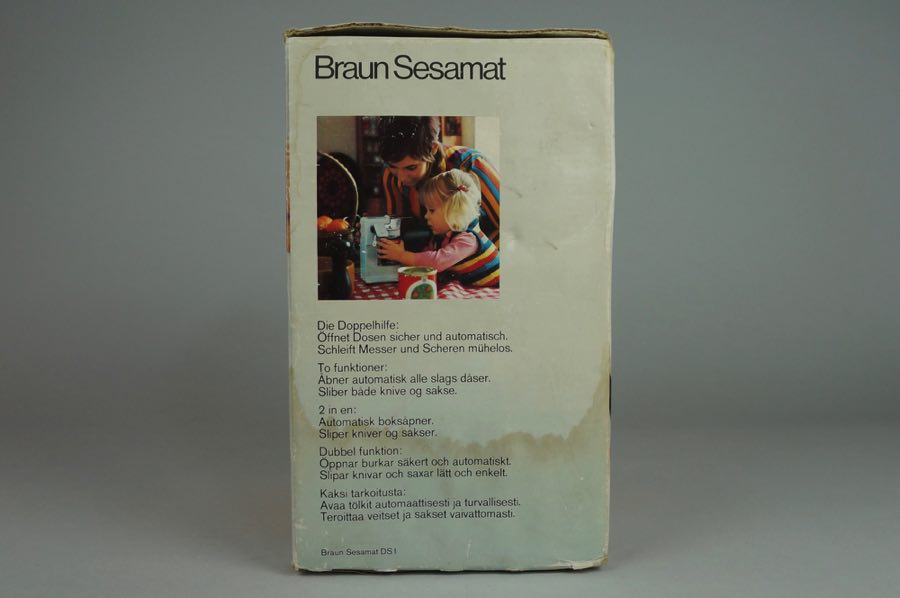 Braun Sesamat
Die Doppelhilfe:
Öffnet Dosen sicher und automatisch.
Schleift Messer und Scheren mühelos.
To funktioner:
Åbner automatisk alle slags dåser.
Sliber både knive og sakse.
2 in en:
Automatisk boksåpner.
Sliper kniver og sakser.
Dubbel funktion:
Öppnar burkar säkert och automatiskt.
Slipar knivar och saxar lätt och enkelt.
Kaksi tarkoitusta:
Avaa tölkit automaattisesti ja turvallisesti.
Teroittaa veitset ja sakset vaivattomasti.
Braun Sesamat DS 1